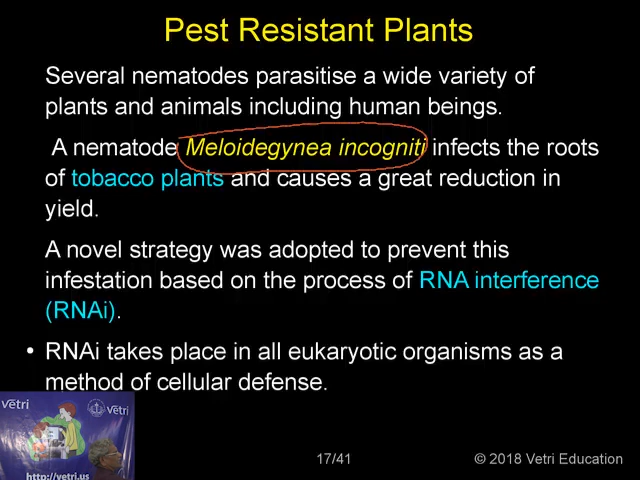 Pest Resistant Plants
Several nematodes parasitise a wide variety of
plants and animals including human beings.
A nematode Meloidegynea incogniti infects the roots
of tobacco plants and causes a great reduction in
yield.
A novel strategy was adopted to prevent this
infestation based on the process of RNA interference
(RNAi).
• RNAi takes place in all eukaryotic organisms as a
method of cellular defense.
Vëtri
Vëtri
http://vetri.us
17/41
© 2018 Vetri Education